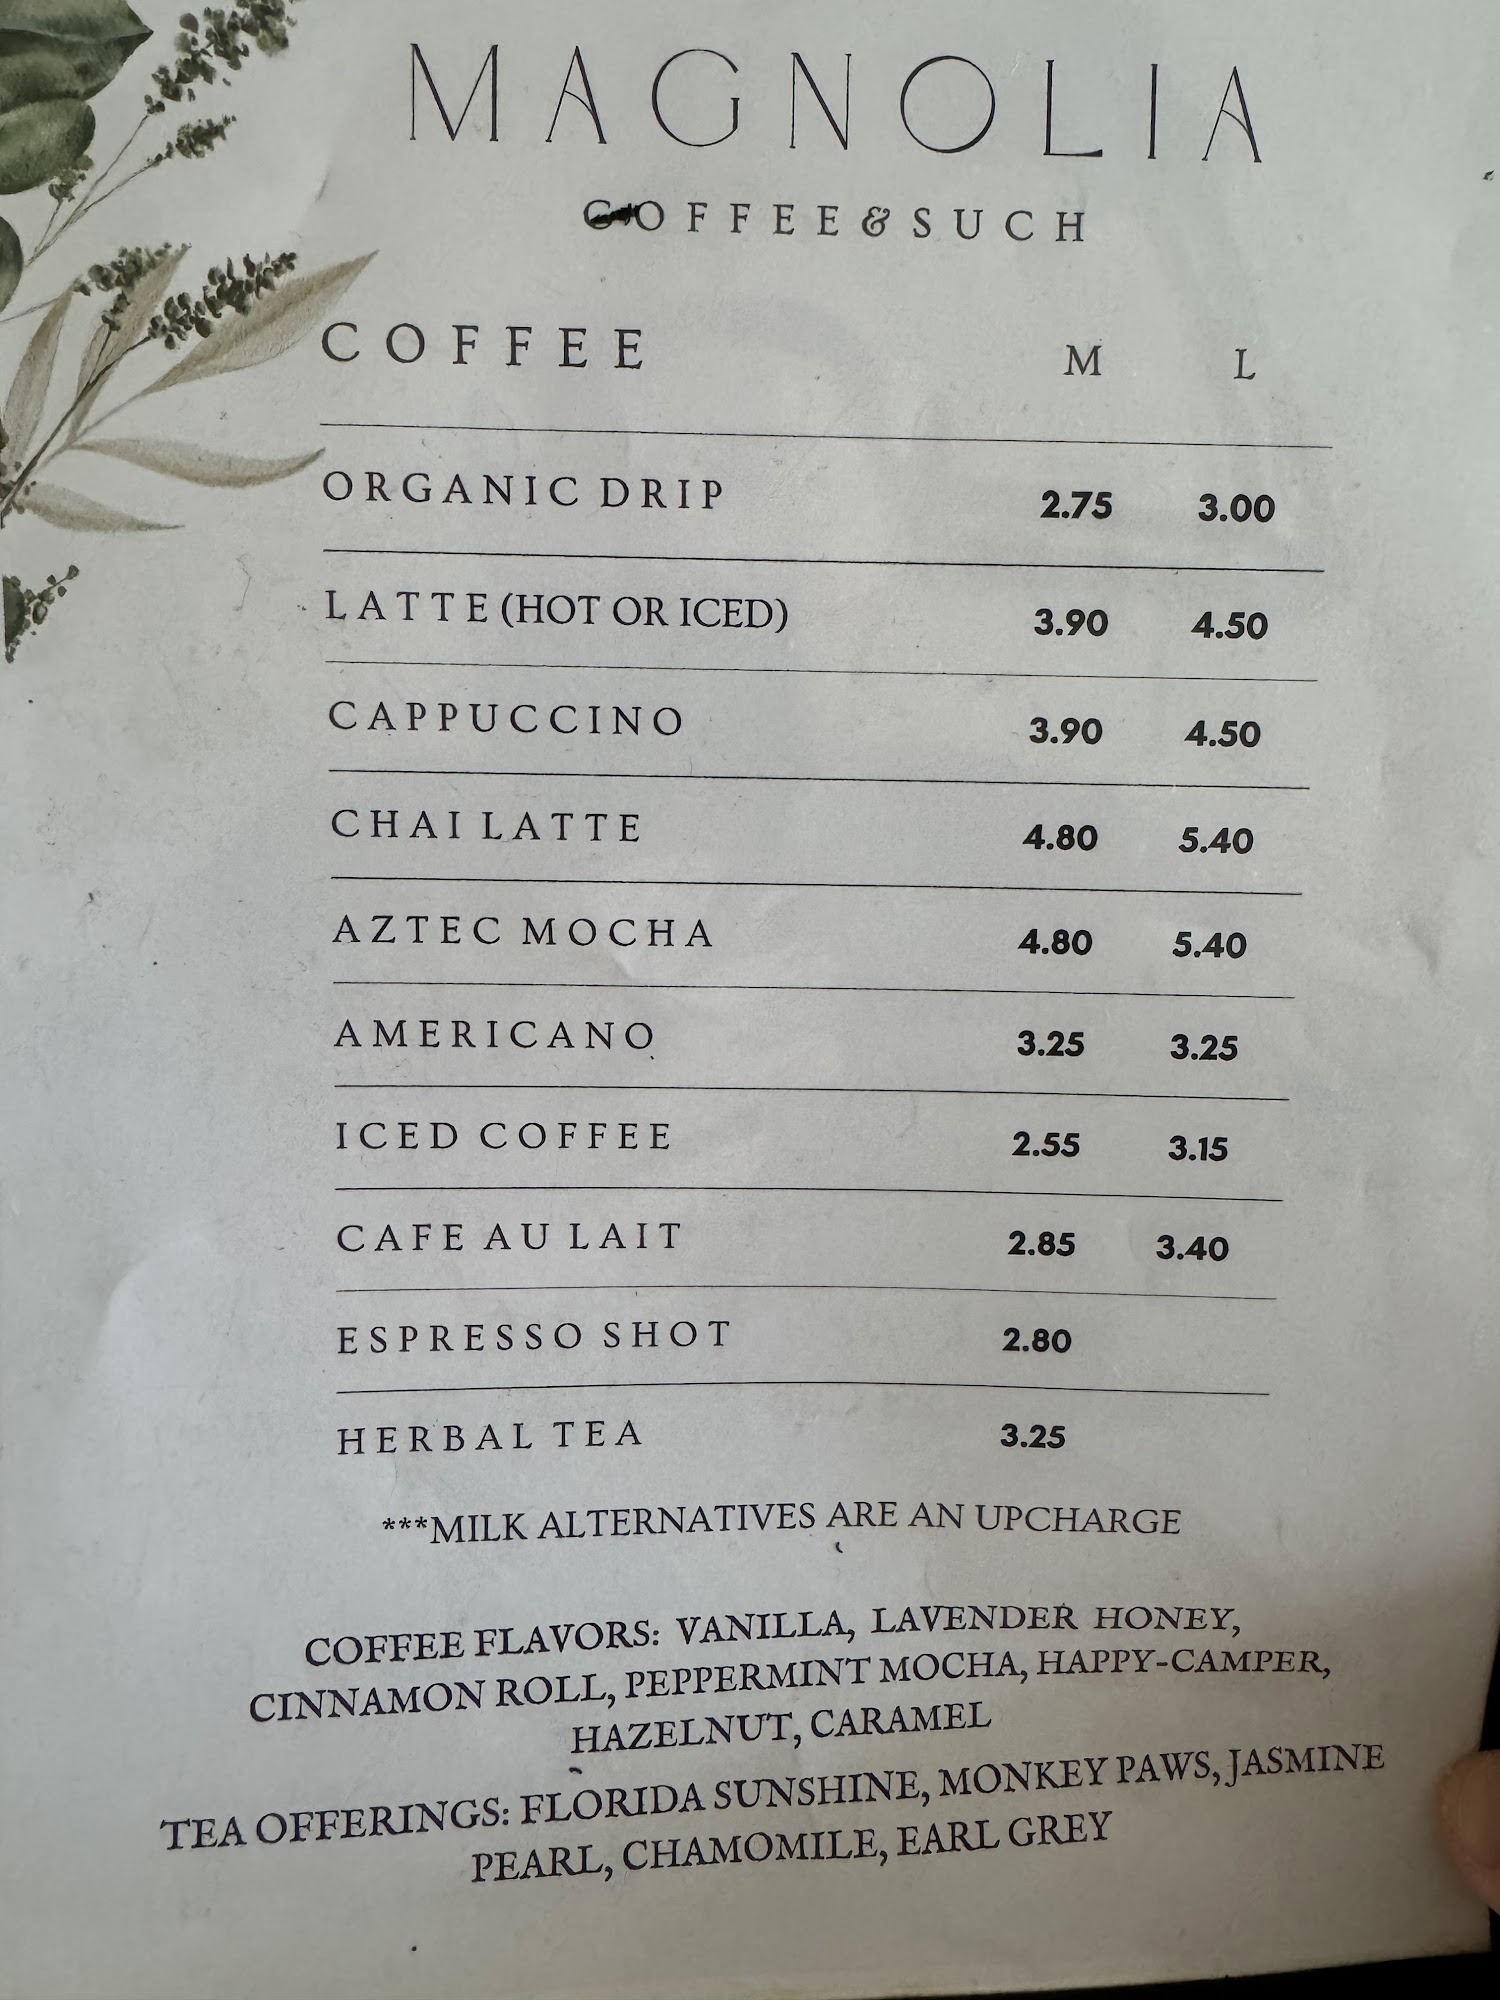 MAGNOLIA
COFFEE & SUCH
COFFEE M L
ORGANIC DRIP 2.75 3.00
LATTE (HOT OR ICED) 3.90 4.50
CAPPUCCINO 3.90 4.50
CHAI LATTE 4.80 5.40
AZTEC MOCHA 4.80 5.40
AMERICANO 3.25 3.25
ICED COFFEE 2.55 3.15
CAFE AU LAIT 2.85 3.40
ESPRESSO SHOT 2.80
HERBAL TEA 3.25
***MILK ALTERNATIVES ARE AN UPCHARGE
COFFEE FLAVORS: VANILLA, LAVENDER HONEY,
CINNAMON ROLL, PEPPERMINT MOCHA, HAPPY-CAMPER,
HAZELNUT, CARAMEL
TEA OFFERINGS: FLORIDA SUNSHINE, MONKEY PAWS, JASMINE
PEARL, CHAMOMILE, EARL GREY